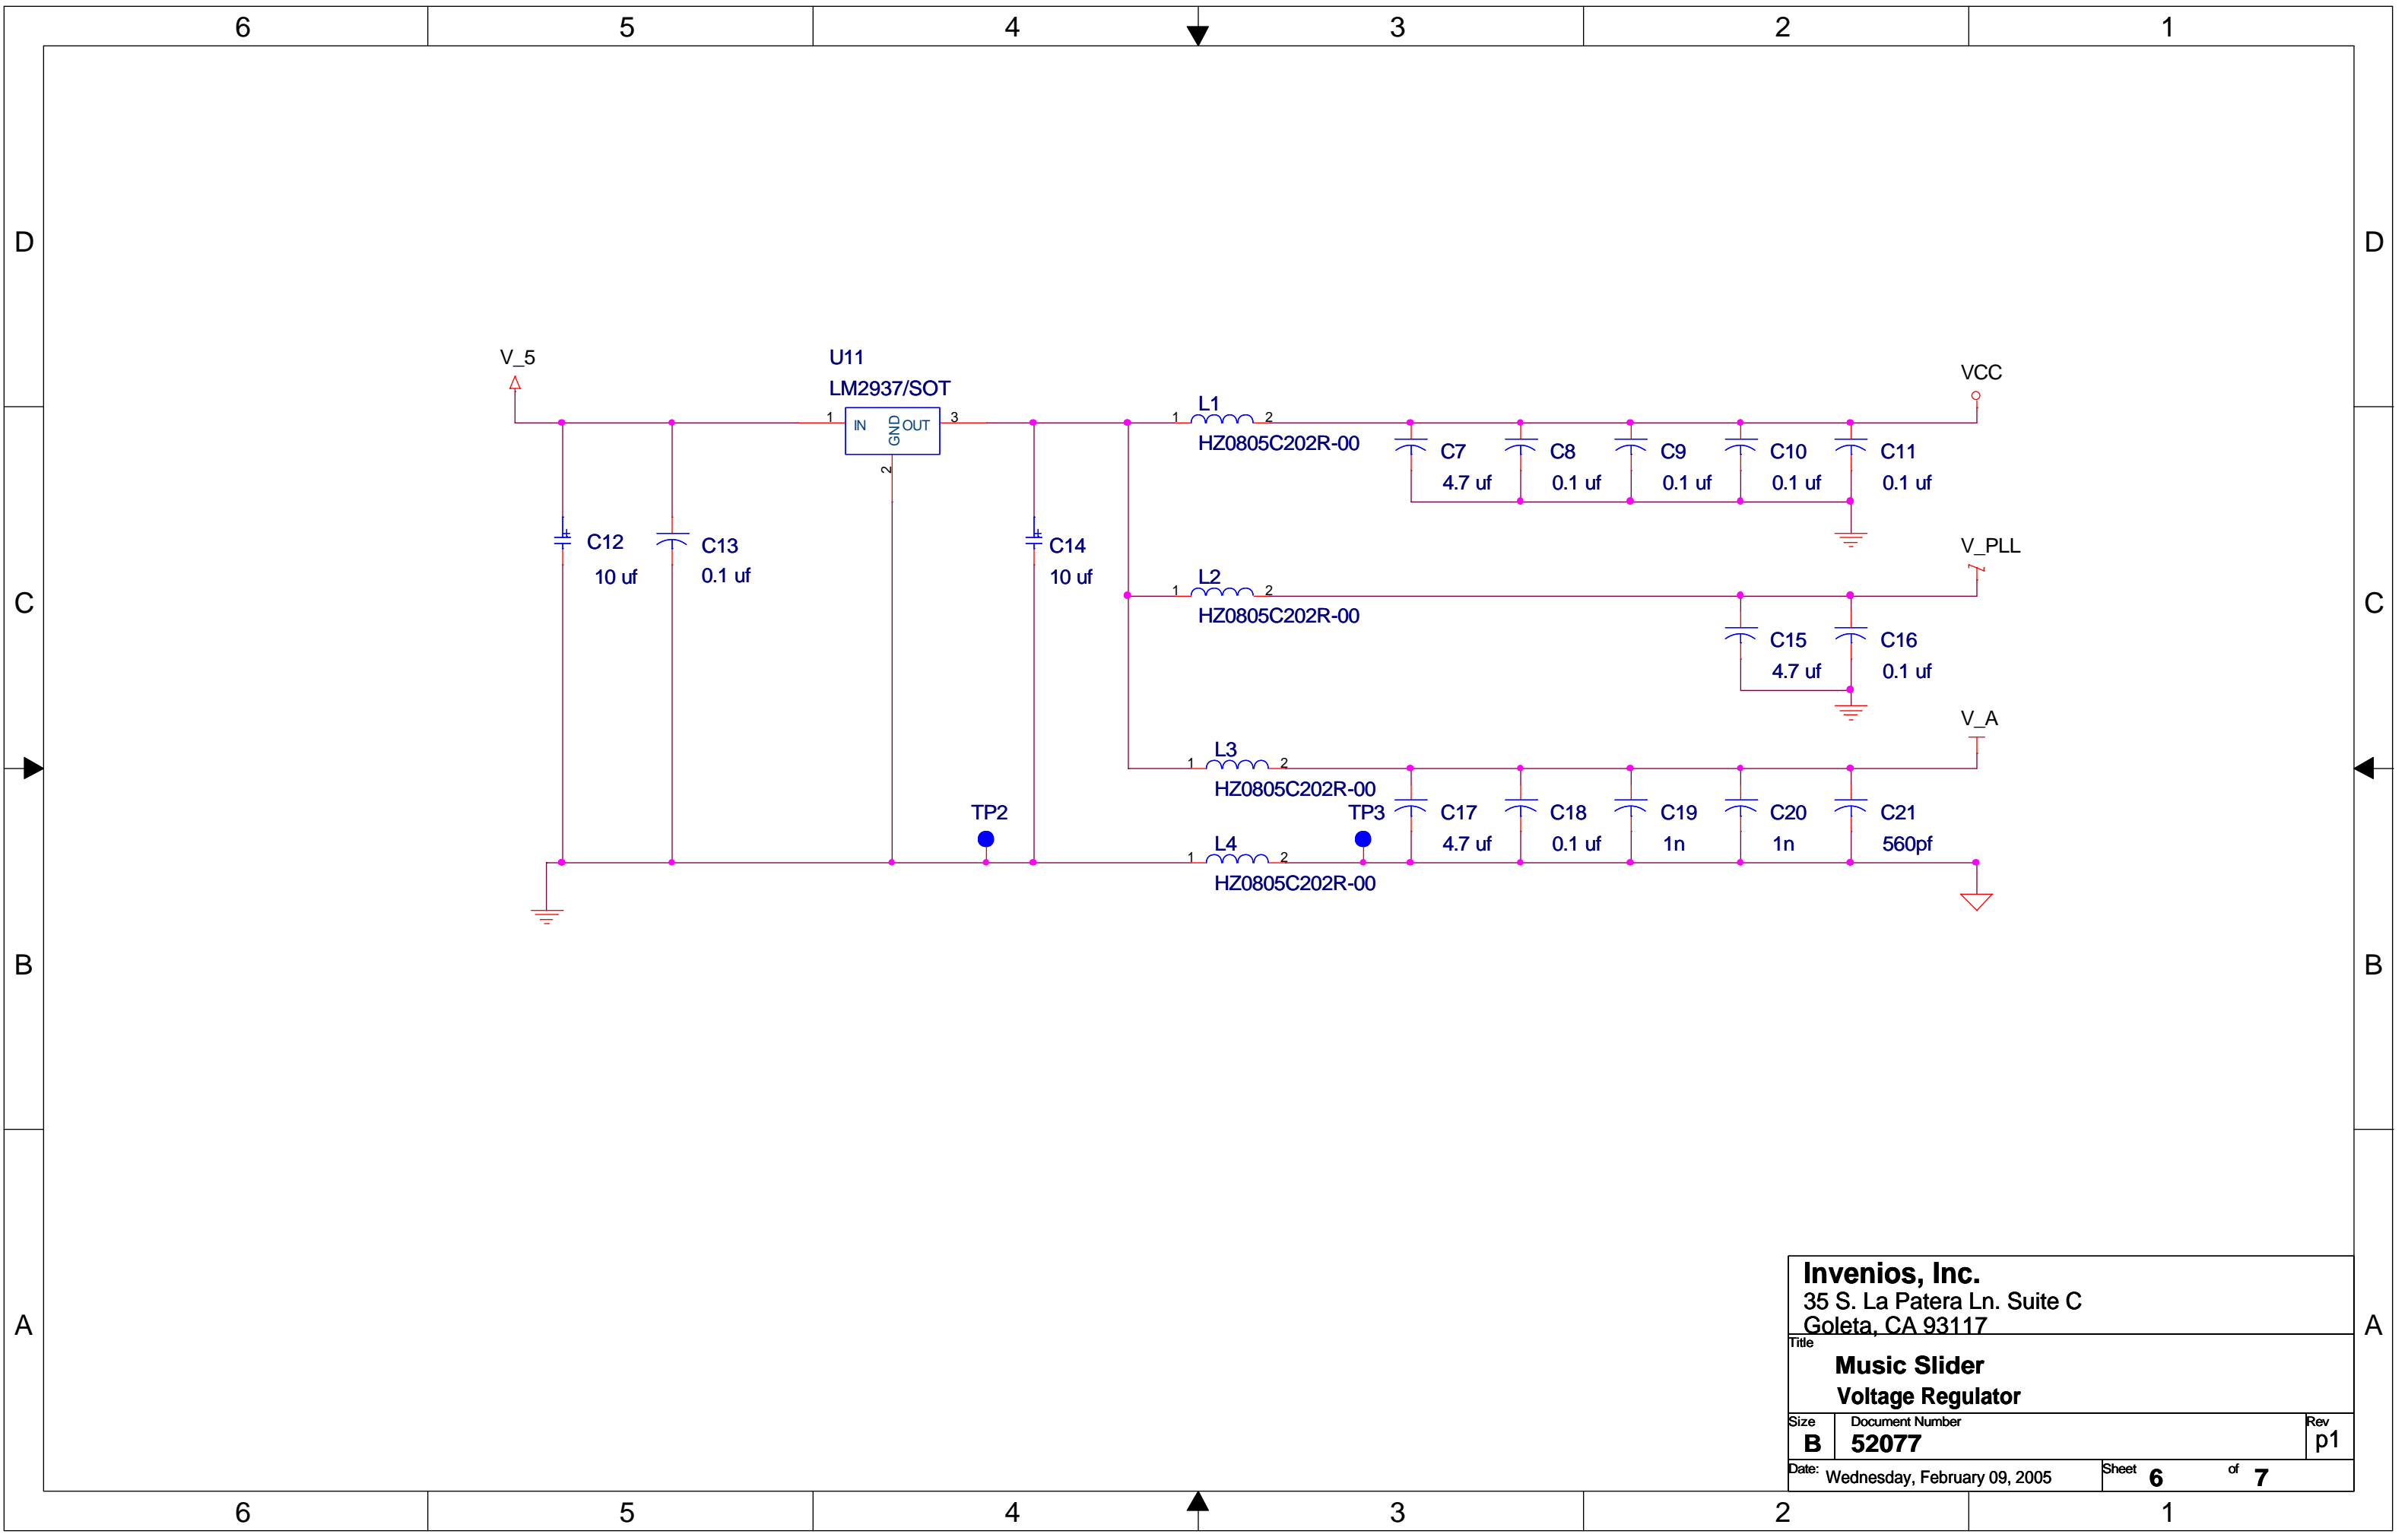 6 5 4 3 2 1
D D
V_5
U11
LM2937/SOT
1 IN GND OUT 3
2
VCC
L1
1 2
HZ0805C202R-00
C7 C8 C9 C10 C11
4.7 uf 0.1 uf 0.1 uf 0.1 uf 0.1 uf
C12 C13 C14
10 uf 0.1 uf 10 uf
V_PLL
L2
1 2
HZ0805C202R-00
C C
C15 C16
4.7 uf 0.1 uf
V_A
L3
1 2
HZ0805C202R-00
TP2 TP3
C17 C18 C19 C20 C21
4.7 uf 0.1 uf 1n 1n 560pf
L4
1 2
HZ0805C202R-00
B B
A A
Invenios, Inc.
35 S. La Patera Ln. Suite C
Goleta, CA 93117
Title
Music Slider
Voltage Regulator
Size Document Number Rev
B 52077 p1
Date: Wednesday, February 09, 2005 Sheet 6 of 7
6 5 4 3 2 1